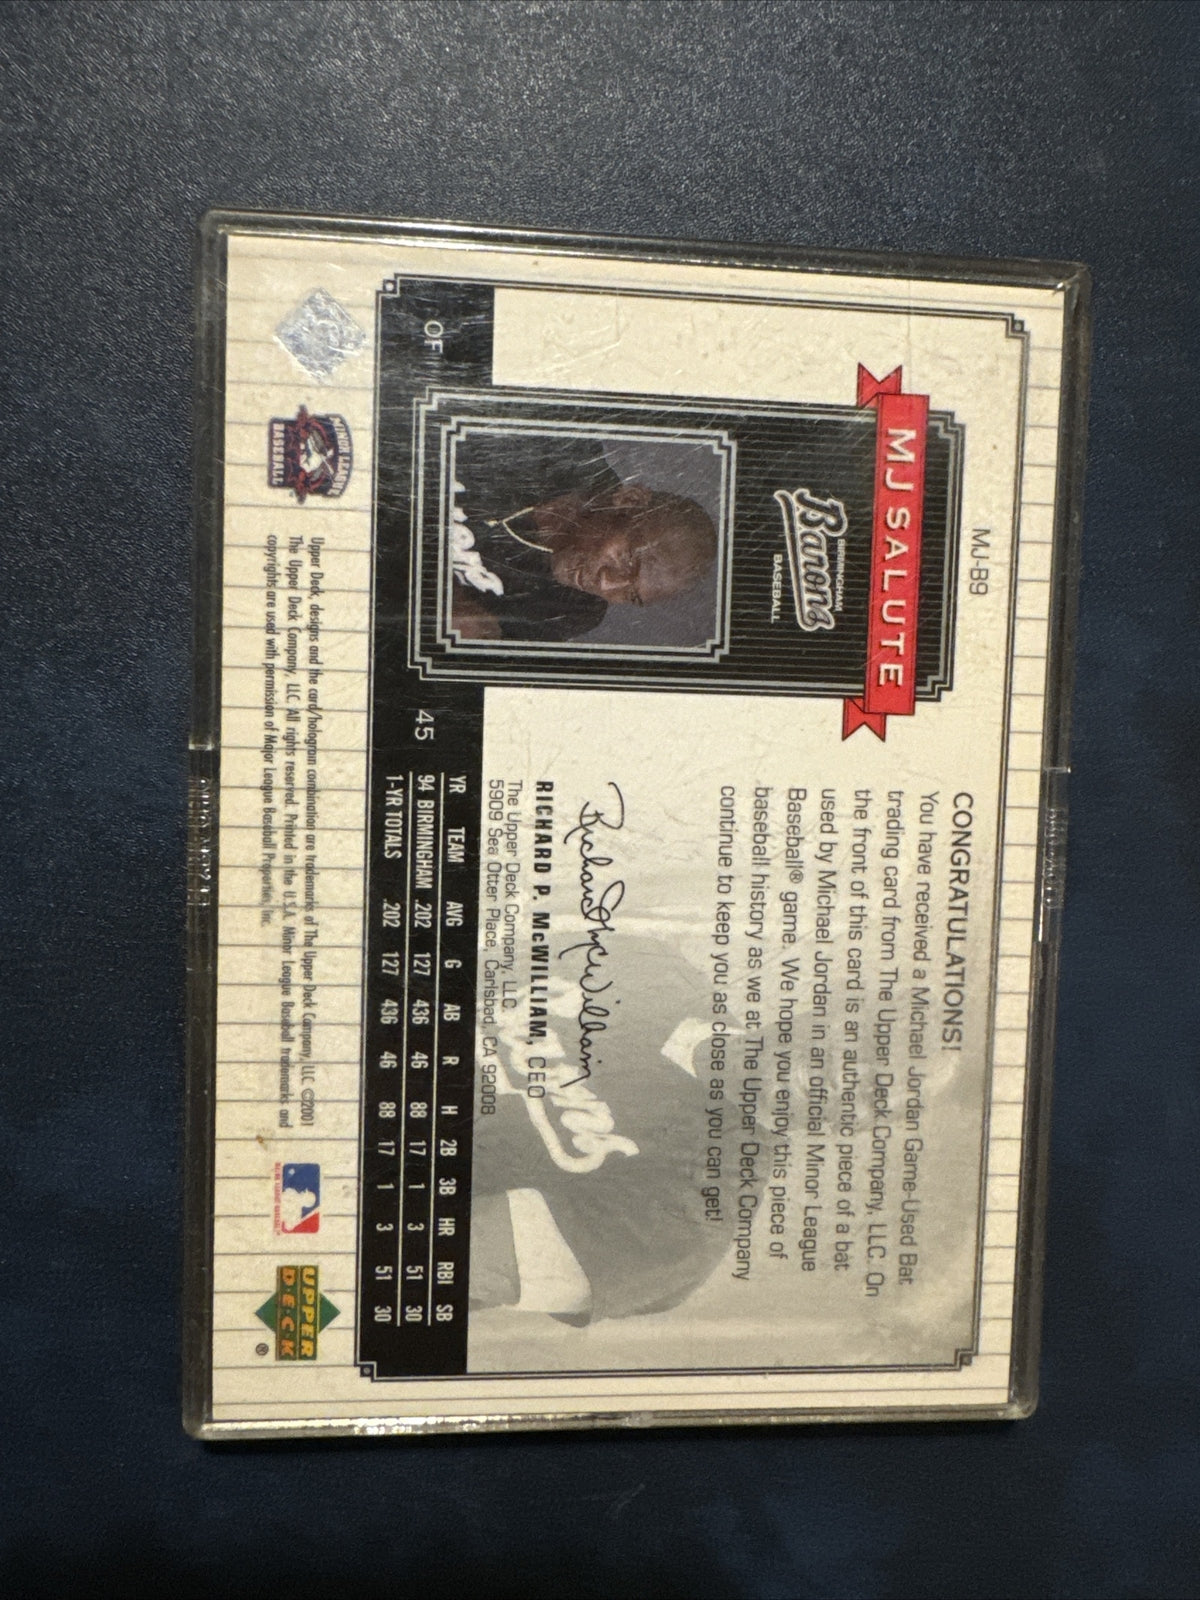 MJ-B9
MJ SALUTE
BIRMINGHAM
Barons
BASEBALL
OF
45
CONGRATULATIONS!
You have received a Michael Jordan Game-Used Bat
trading card from The Upper Deck Company, LLC. On
the front of this card is an authentic piece of a bat
used by Michael Jordan in an official Minor League
Baseball® game. We hope you enjoy this piece of
baseball history as we at The Upper Deck Company
continue to keep you as close as you can get!
Richard McWilliam
RICHARD P. McWILLIAM, CEO
The Upper Deck Company, LLC.
5909 Sea Otter Place, Carlsbad, CA 92008
YR TEAM AVG G AB R H 2B 3B HR RBI SB
94 BIRMINGHAM .202 127 436 46 88 17 1 3 51 30
1-YR TOTALS .202 127 436 46 88 17 1 3 51 30
MINOR LEAGUE
BASEBALL
Upper Deck, designs and the card/hologram combination are trademarks of The Upper Deck Company, LLC ©2001
The Upper Deck Company, LLC. All rights reserved. Printed in the U.S.A. Minor League Baseball trademarks and
copyrights are used with permission of Major League Baseball Properties, Inc.
UPPER
DECK
®